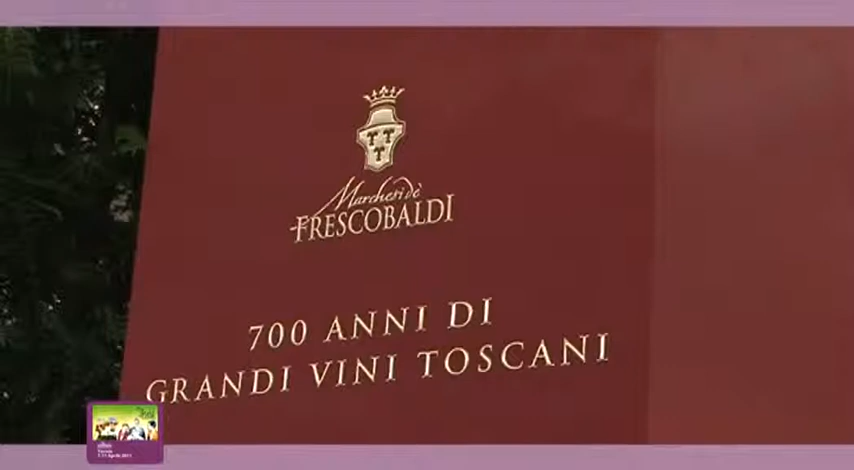 Marchesi de'
FRESCOBALDI
700 ANNI DI
GRANDI VINI TOSCANI